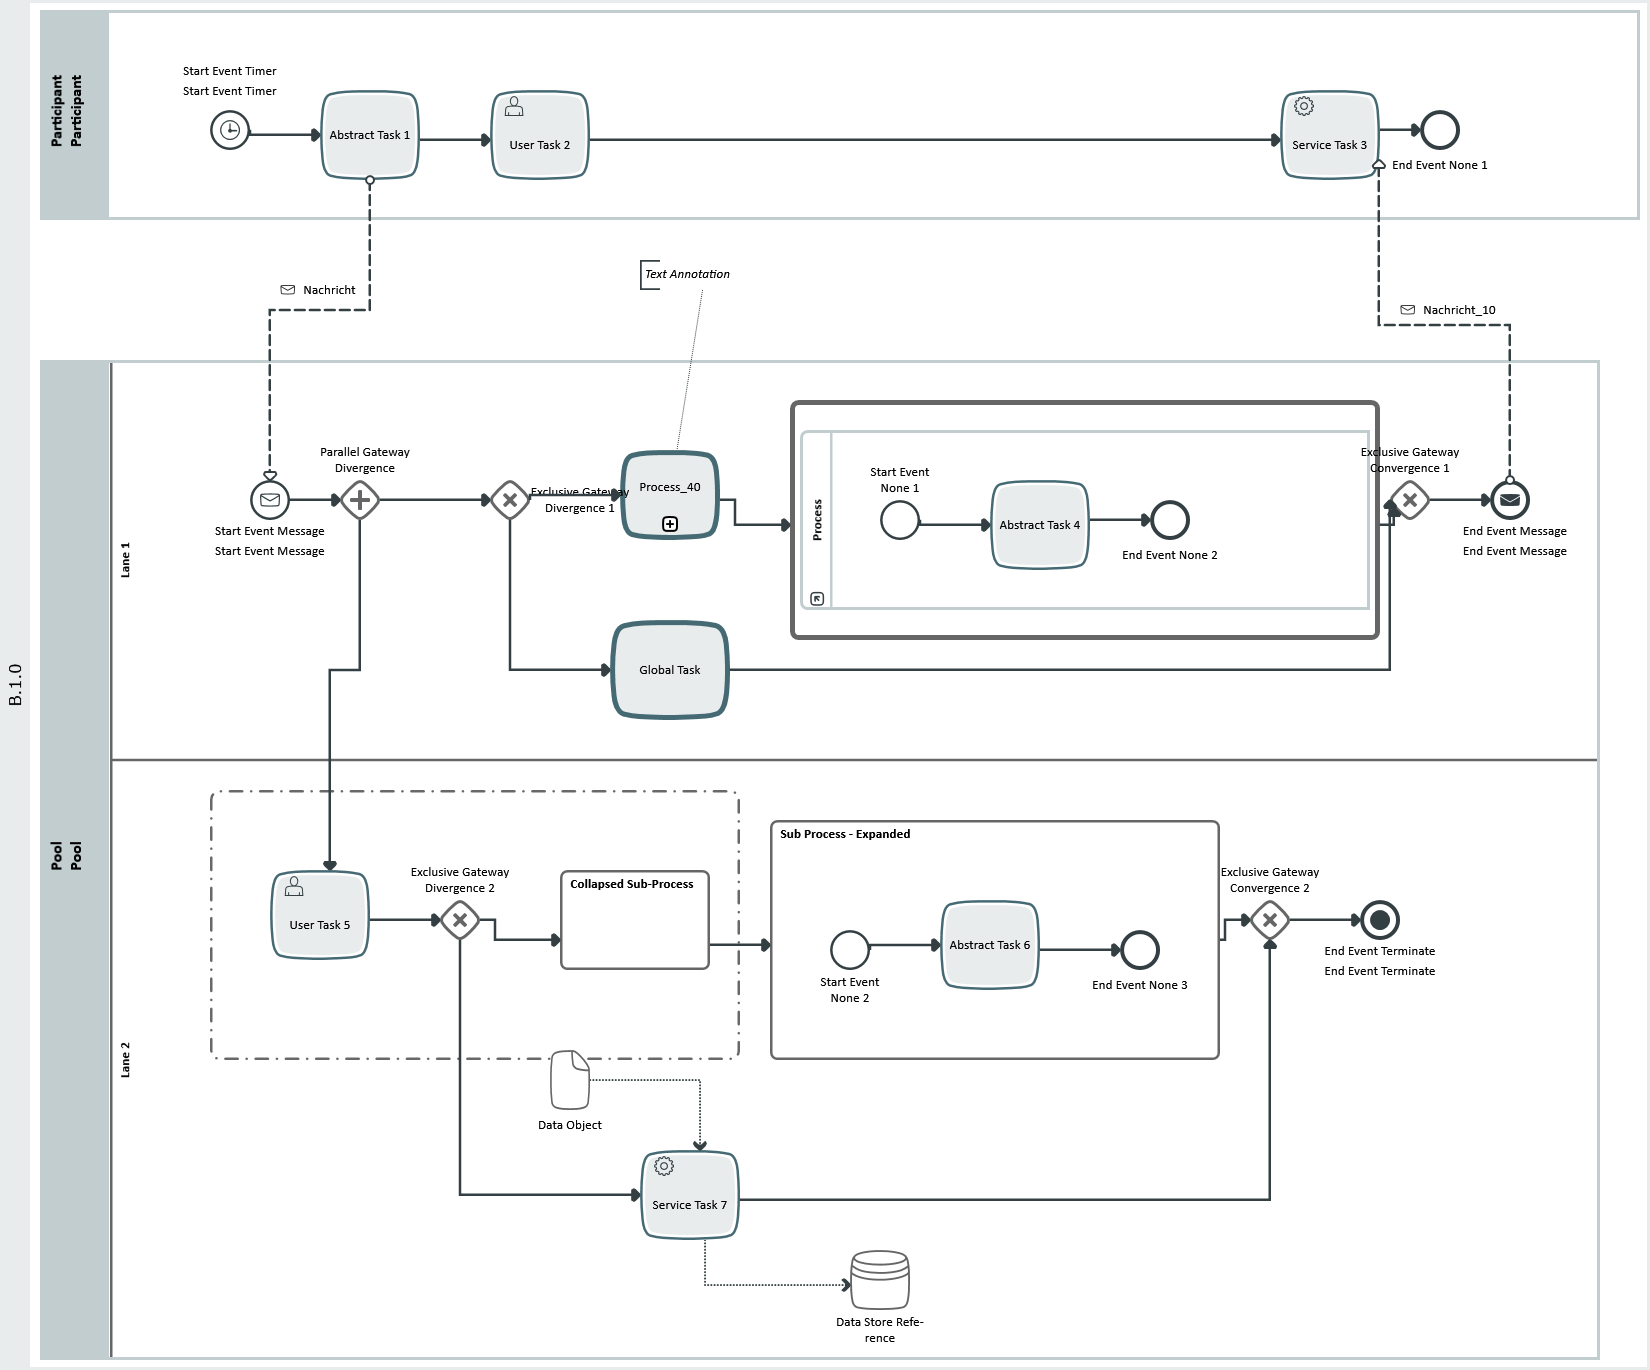 B.1.0
Participant
Participant
Start Event Timer
Start Event Timer
Abstract Task 1
User Task 2
Service Task 3
End Event None 1
Nachricht
Text Annotation
Nachricht_10
Pool
Pool
Lane 1
Start Event Message
Start Event Message
Parallel Gateway
Divergence
Exclusive Gateway
Divergence 1
Process_40
Process
Start Event
None 1
Abstract Task 4
End Event None 2
Exclusive Gateway
Convergence 1
End Event Message
End Event Message
Global Task
Lane 2
User Task 5
Exclusive Gateway
Divergence 2
Collapsed Sub-Process
Sub Process - Expanded
Start Event
None 2
Abstract Task 6
End Event None 3
Exclusive Gateway
Convergence 2
End Event Terminate
End Event Terminate
Data Object
Service Task 7
Data Store Refe-
rence